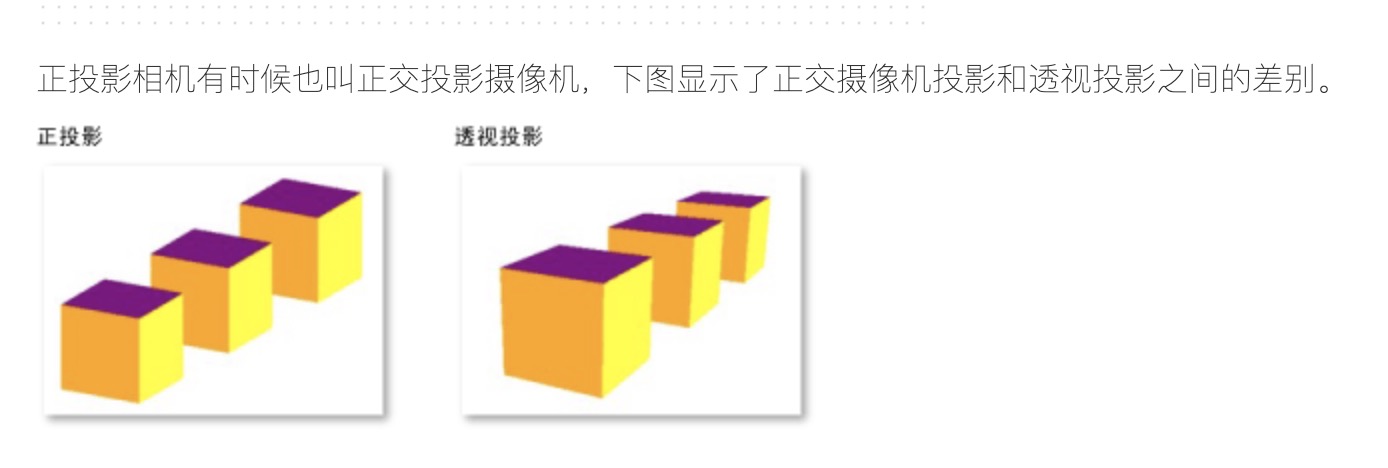 正投影相机有时候也叫正交投影摄像机，下图显示了正交摄像机投影和透视投影之间的差别。
正投影
透视投影